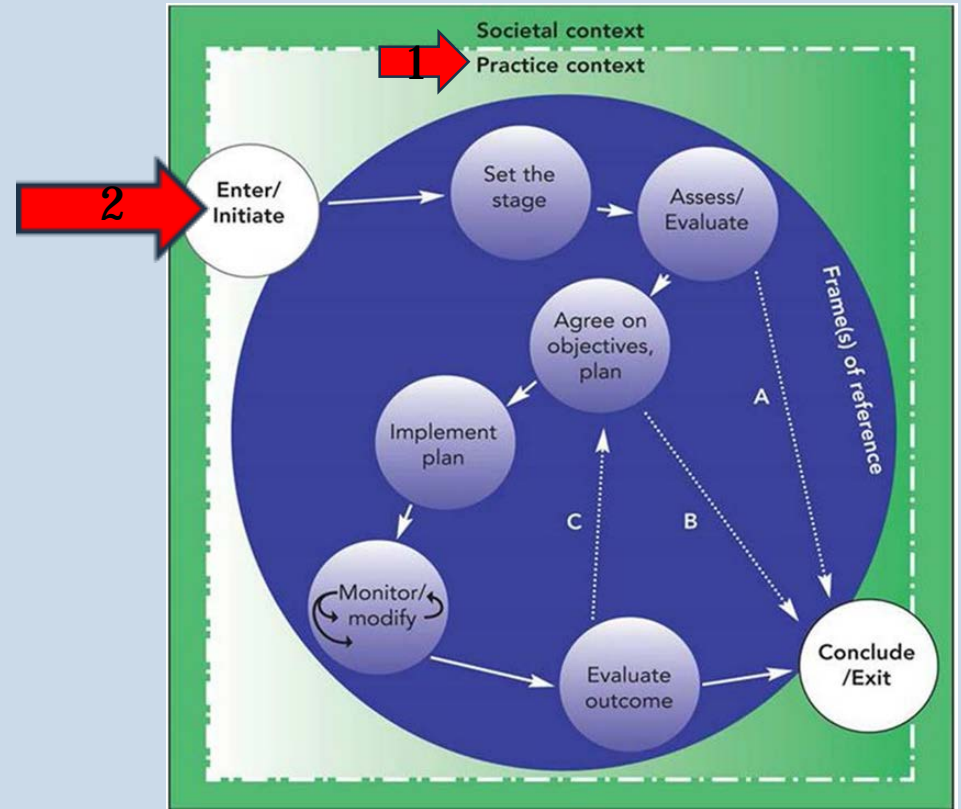 Societal context
1
Practice context
2
Enter/
Initiate
Set the
stage
Assess/
Evaluate
Agree on
objectives,
plan
Frame(s) of reference
A
Implement
plan
C
B
Monitor/
modify
Evaluate
outcome
Conclude
/Exit